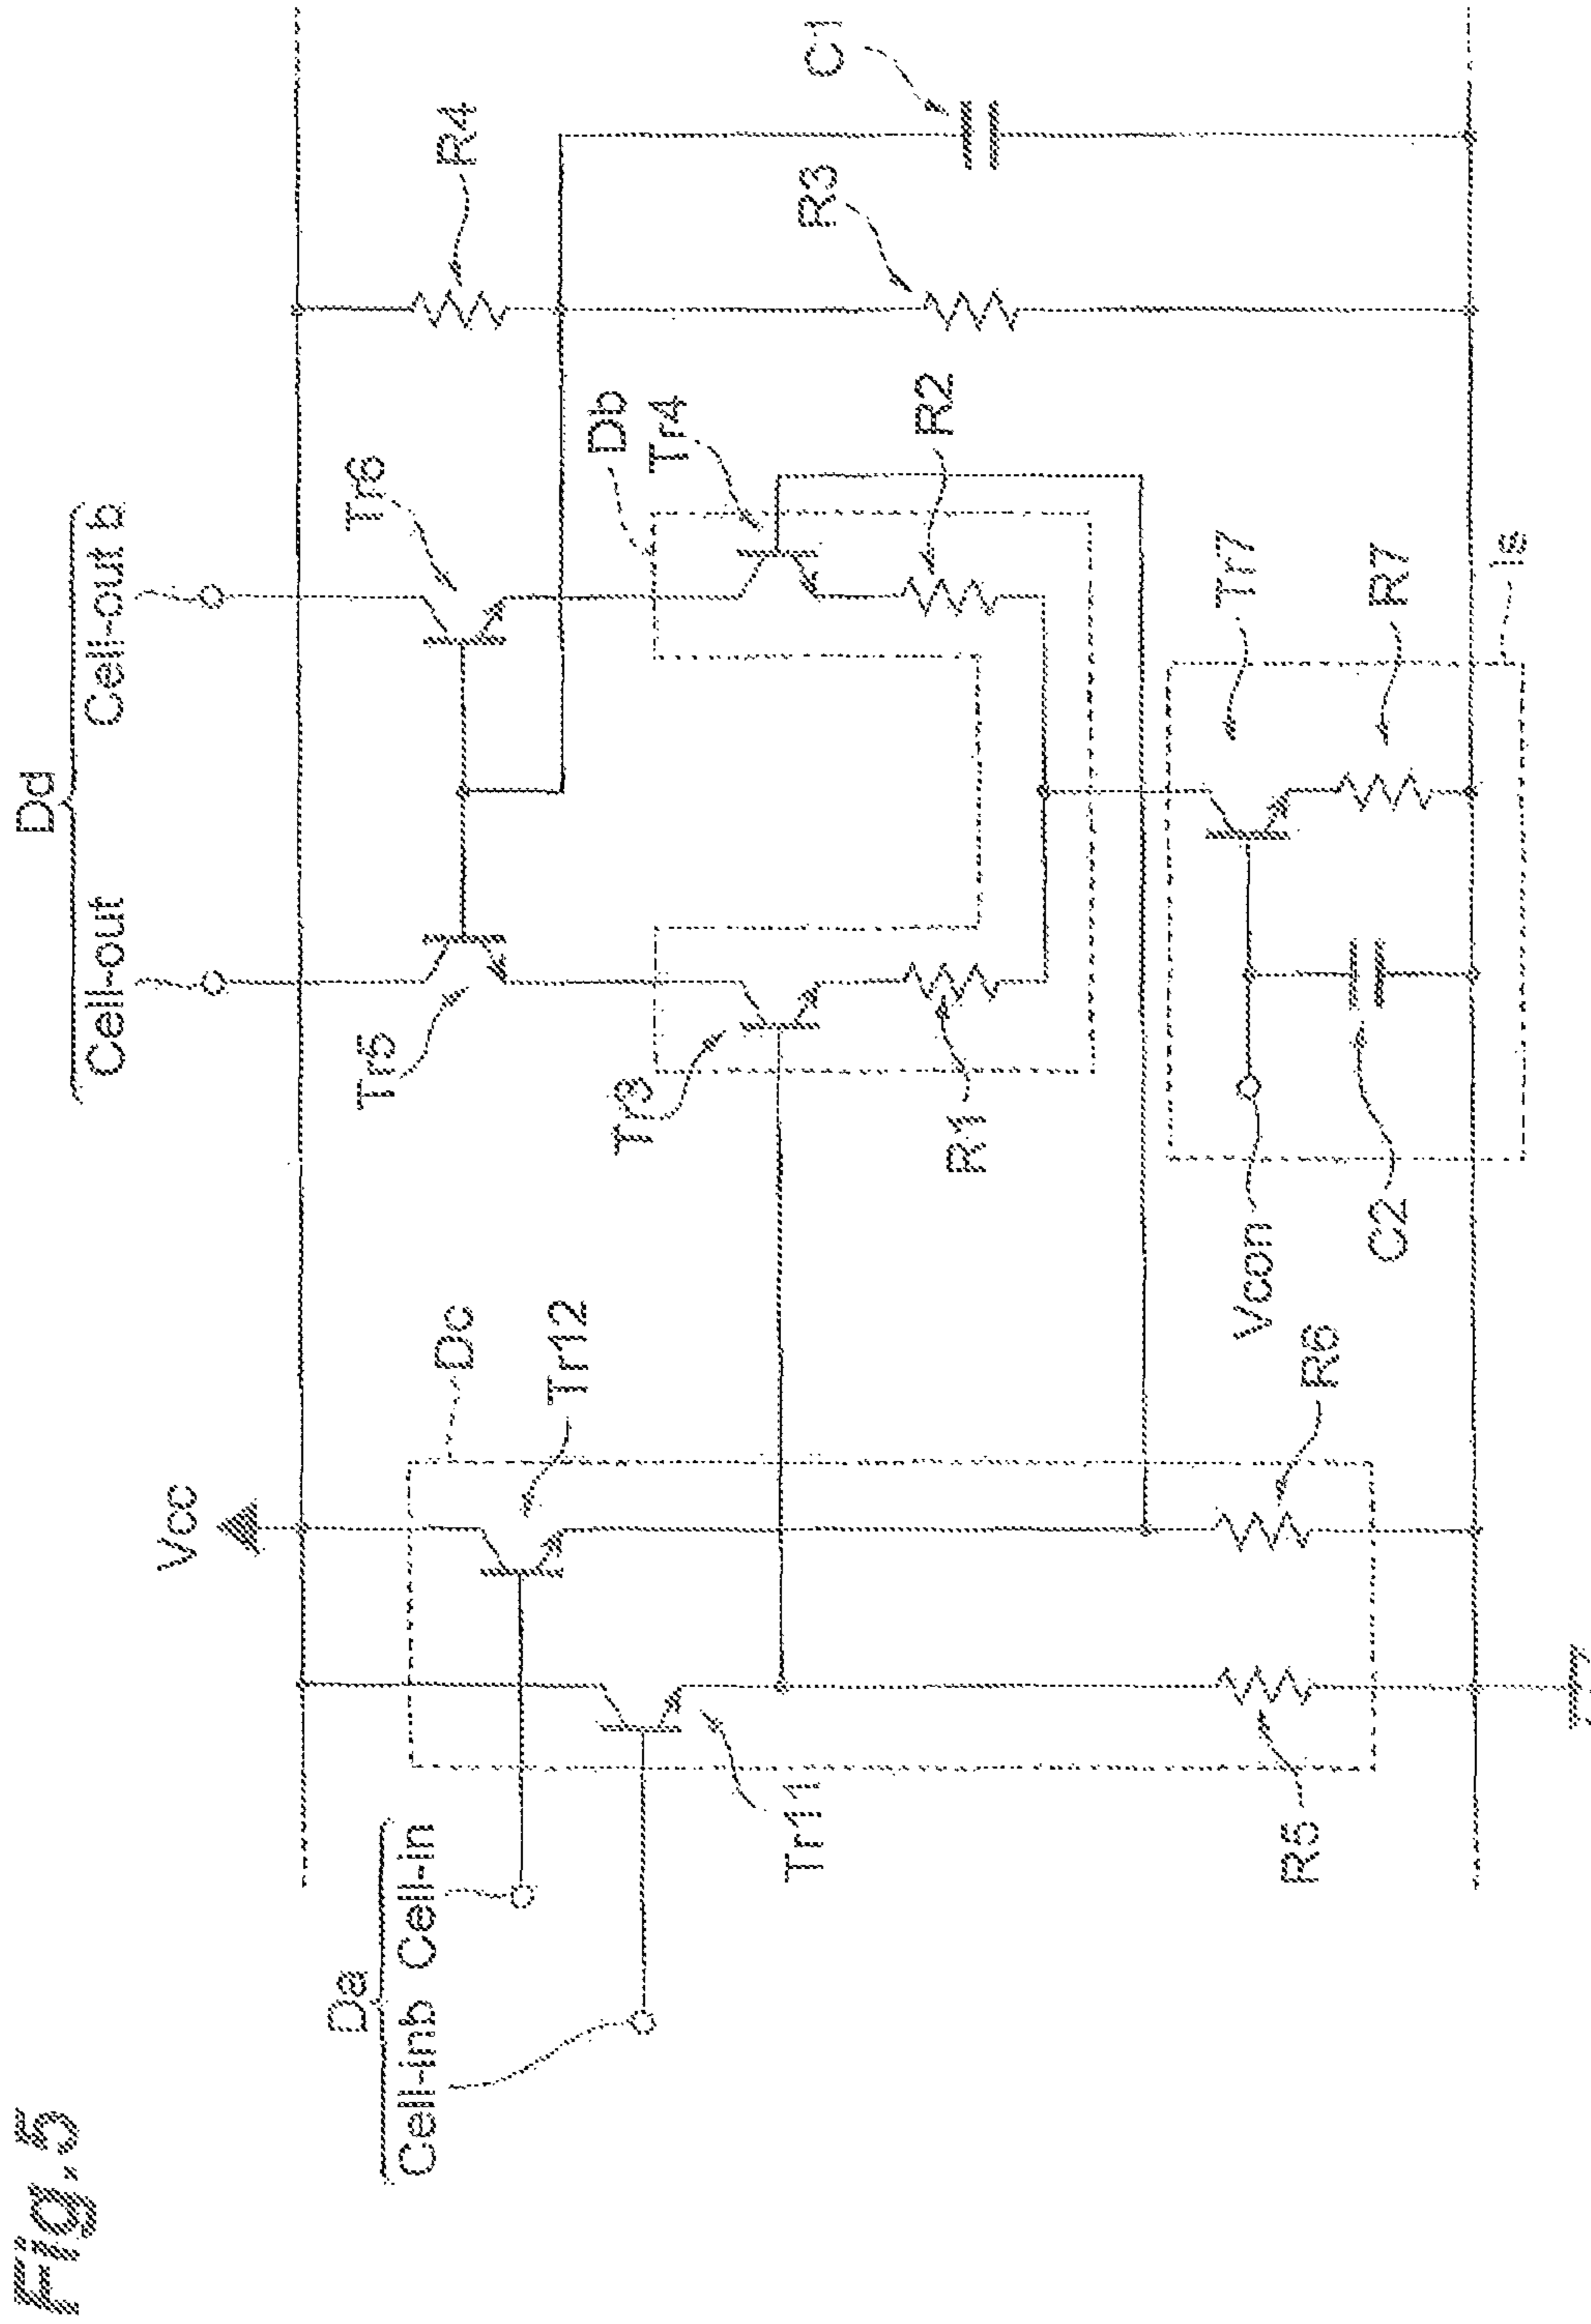 Fig.5
Dd
Cell-out
Cell-out b
Vcc
Da
Cell-inb
Cell-in
Dc
Tr12
Tr11
Tr5
Tr6
R4
Tr3
Db
Tr4
R3
C1
R1
R2
Vcon
Tr7
R6
R5
C2
R7
Is